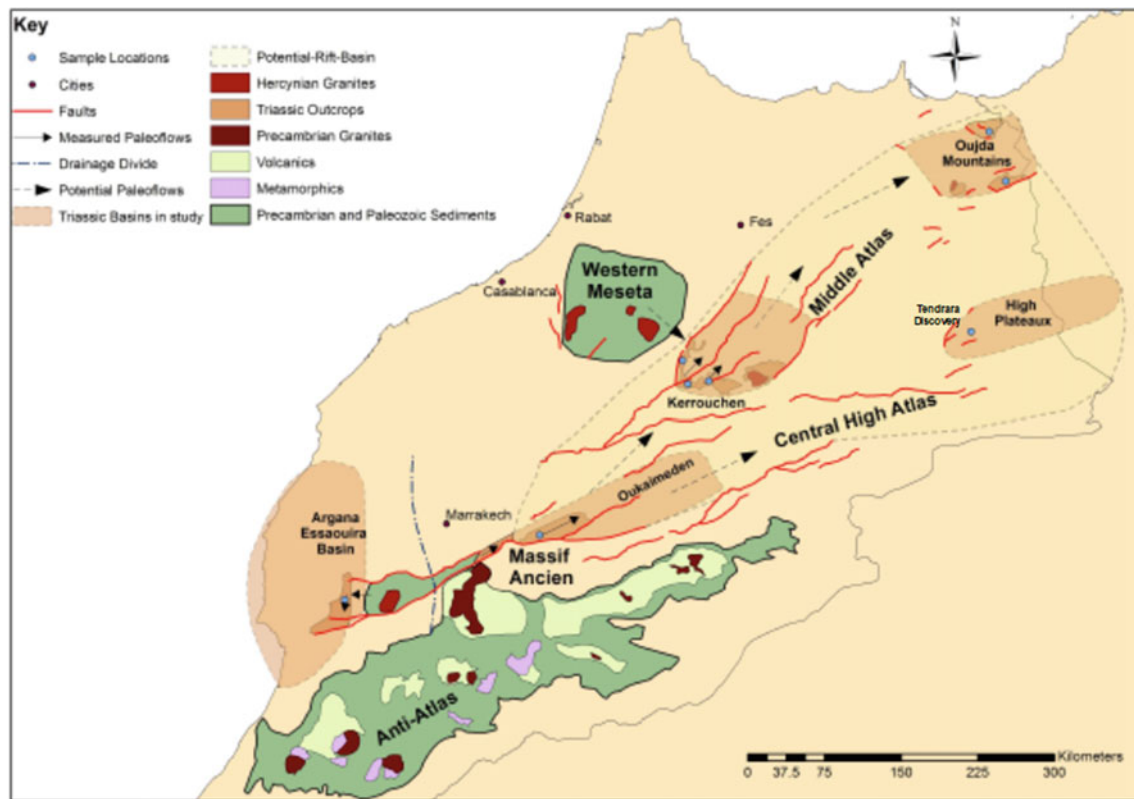 Key
Sample Locations
Cities
Faults
Measured Paleoflows
Drainage Divide
Potential Paleoflows
Triassic Basins in study
Potential-Rift-Basin
Hercynian Granites
Triassic Outcrops
Precambrian Granites
Volcanics
Metamorphics
Precambrian and Paleozoic Sediments
N
Oujda
Mountains
Rabat
Fes
Western
Meseta
Casablanca
Middle Atlas
Tendrara
Discovery
High
Plateaux
Kerrouchen
Central High Atlas
Oukaimeden
Marrakech
Argana
Essaouira
Basin
Massif
Ancien
Anti-Atlas
Kilometers
0 37.5 75 150 225 300